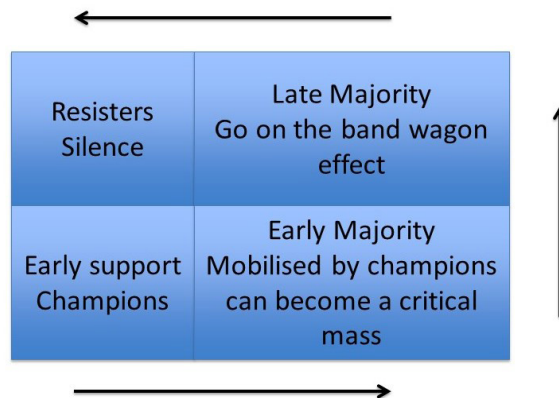 Resisters
Silence
Late Majority
Go on the band wagon
effect
Early support
Champions
Early Majority
Mobilised by champions
can become a critical
mass